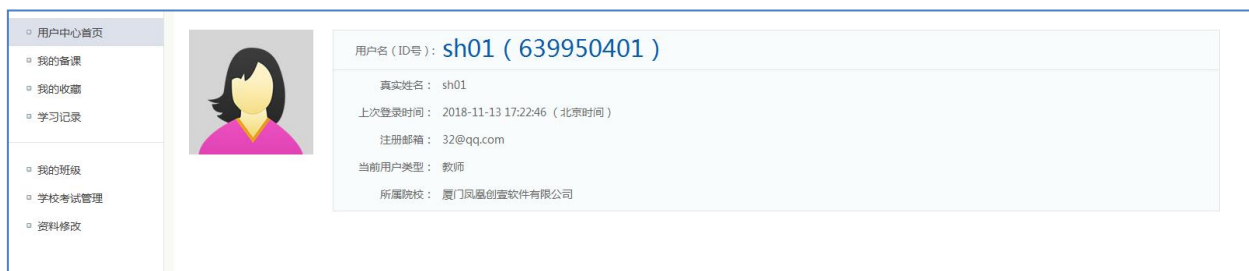 用户中心首页
我的备课
我的收藏
学习记录
我的班级
学校考试管理
资料修改
用户名（ID号）：sh01（639950401）
真实姓名： sh01
上次登录时间： 2018-11-13 17:22:46 （北京时间）
注册邮箱： 32@qq.com
当前用户类型： 教师
所属院校： 厦门凤凰创壹软件有限公司